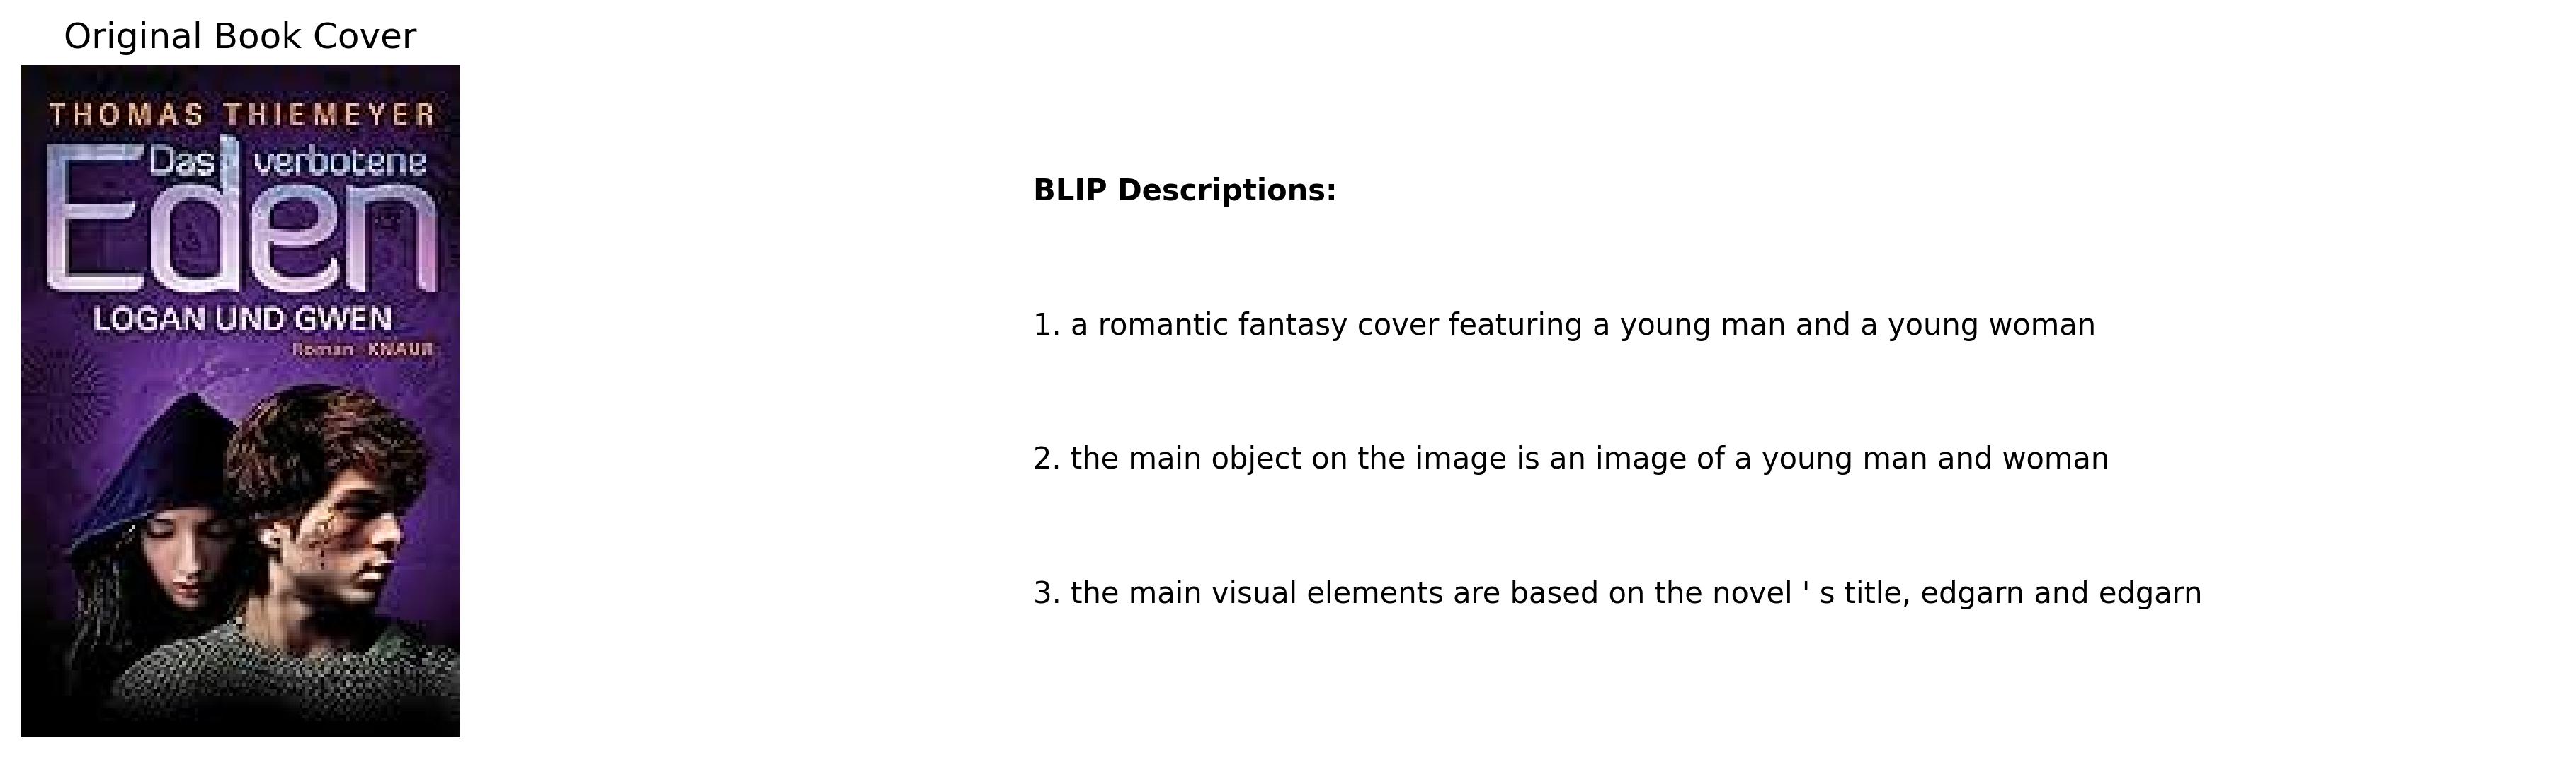 Original Book Cover
THOMAS THIEMEYER
Das verbotene
Eden
LOGAN UND GWEN
Roman KNAUR
BLIP Descriptions:
1. a romantic fantasy cover featuring a young man and a young woman
2. the main object on the image is an image of a young man and woman
3. the main visual elements are based on the novel ' s title, edgarn and edgarn